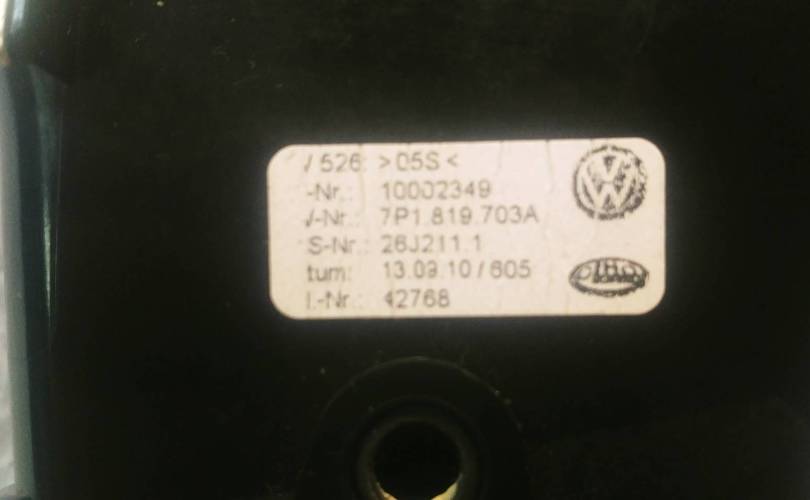 / 526: >05S<
-Nr.: 10002349
/-Nr.: 7P1.819.703A
S-Nr.: 26J211.1
tum: 13.09.10 / 605
l.-Nr.: 42768